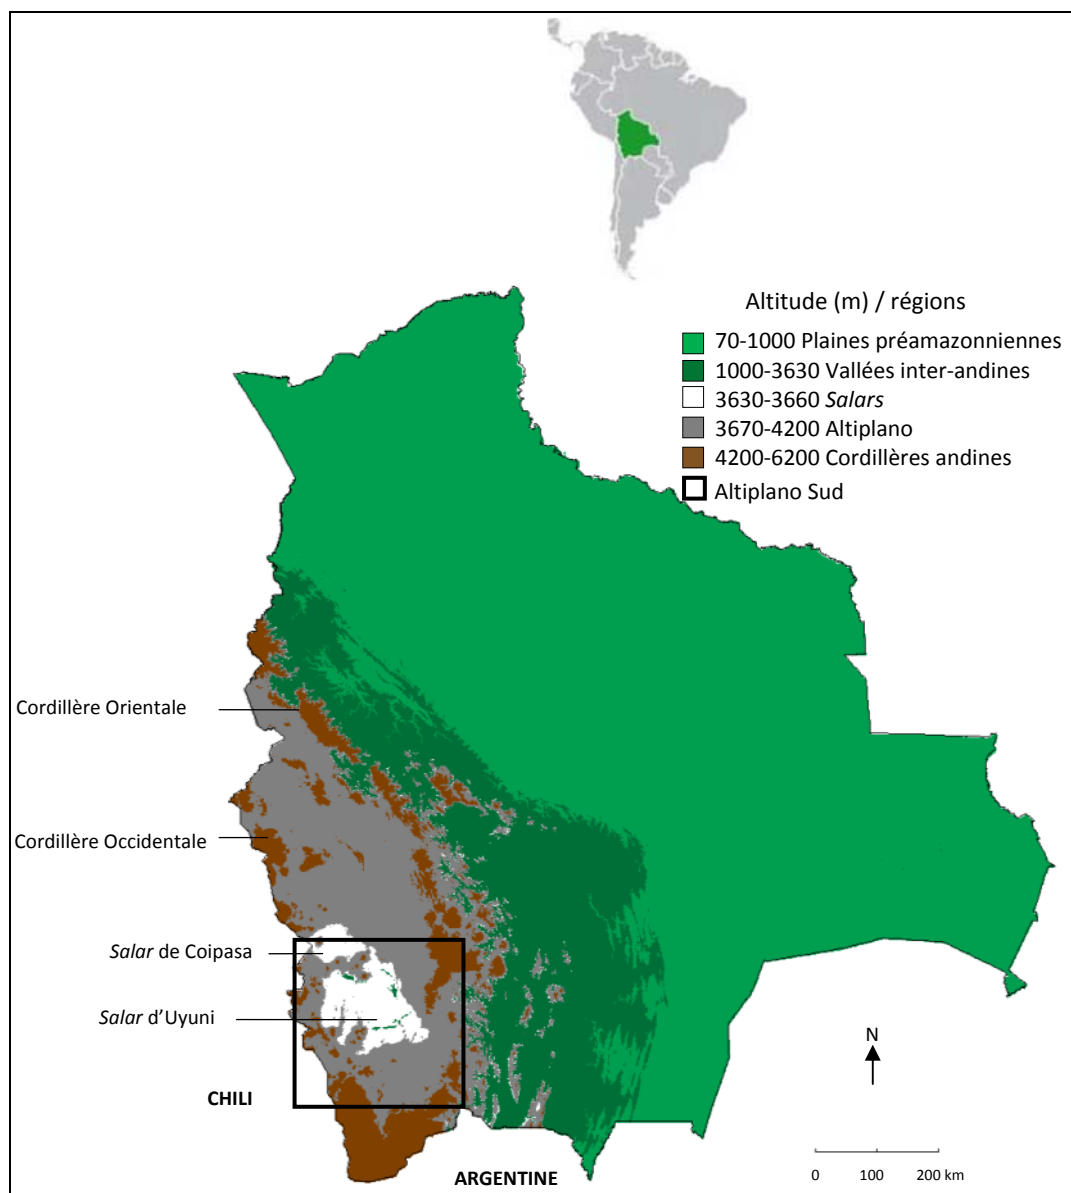 Altitude (m) / régions
70-1000 Plaines préamazonniennes
1000-3630 Vallées inter-andines
3630-3660 Salars
3670-4200 Altiplano
4200-6200 Cordillères andines
Altiplano Sud
Cordillère Orientale
Cordillère Occidentale
Salar de Coipasa
Salar d’Uyuni
N
CHILI
ARGENTINE
0 100 200 km